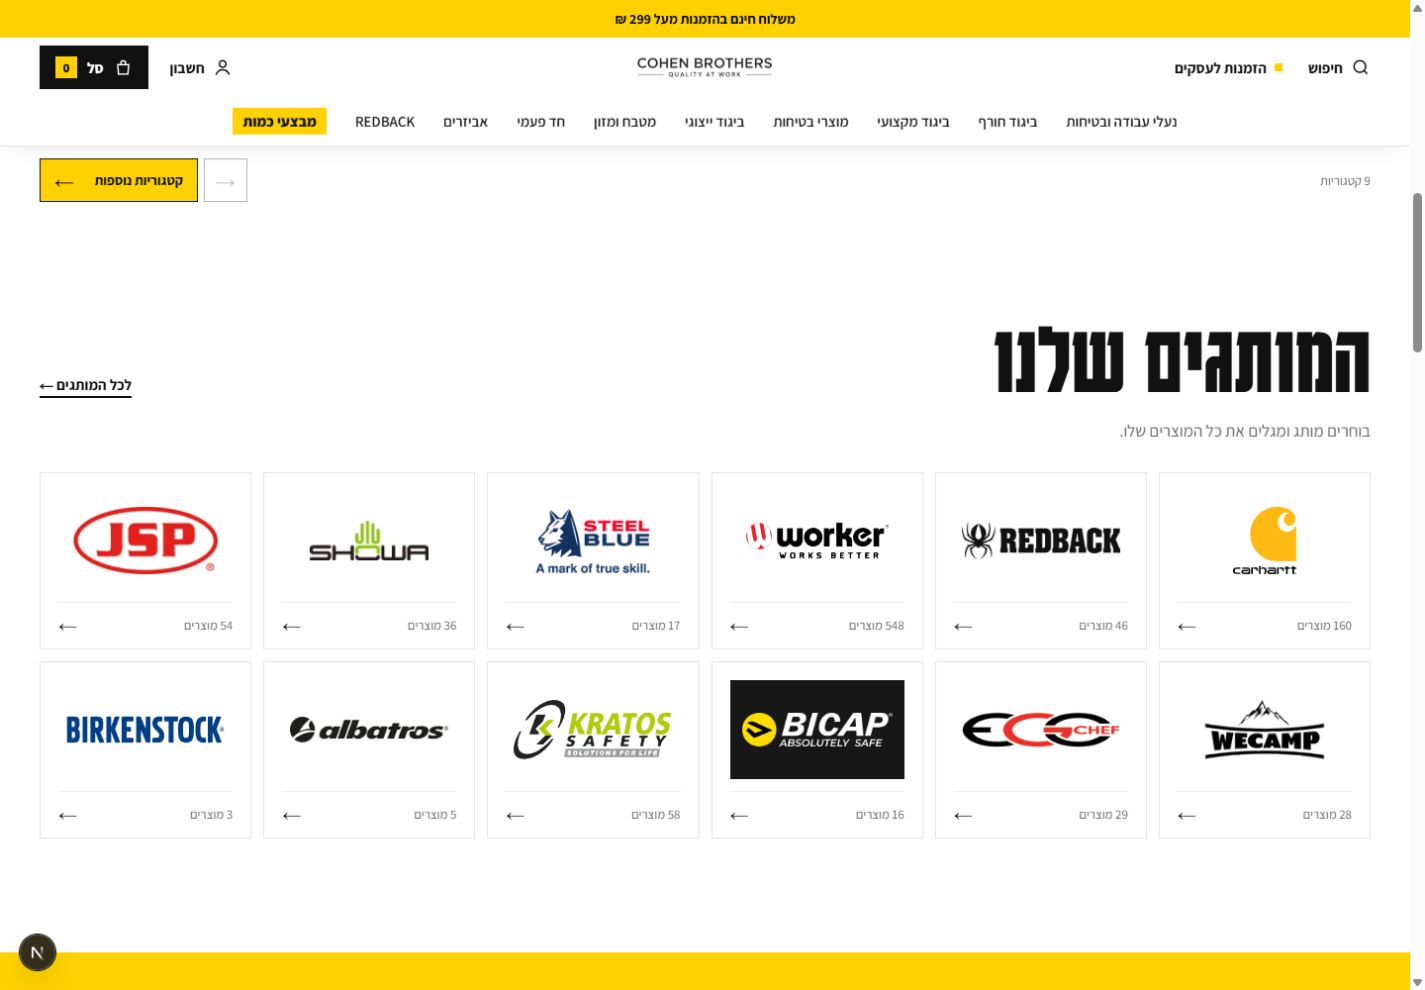 משלוח חינם בהזמנות מעל 299 ₪
חיפוש
הזמנות לעסקים
COHEN BROTHERS
QUALITY AT WORK
חשבון
סל
0
נעלי עבודה ובטיחות
ביגוד חורף
ביגוד מקצועי
מוצרי בטיחות
ביגוד ייצוגי
מטבח ומזון
חד פעמי
אביזרים
REDBACK
מבצעי כמות
9 קטגוריות
→
קטגוריות נוספות ←
המותגים שלנו
לכל המותגים ←
בוחרים מותג ומגלים את כל המוצרים שלו.
carhartt
160 מוצרים ←
REDBACK
46 מוצרים ←
worker®
WORKS BETTER
548 מוצרים ←
STEEL
BLUE
A mark of true skill.
17 מוצרים ←
SHOWA
36 מוצרים ←
JSP®
54 מוצרים ←
WECAMP
28 מוצרים ←
ECG CHEF
29 מוצרים ←
BICAP®
ABSOLUTELY SAFE
16 מוצרים ←
KRATOS
SAFETY
SOLUTIONS FOR LIFE
58 מוצרים ←
albatros®
5 מוצרים ←
BIRKENSTOCK®
3 מוצרים ←
N